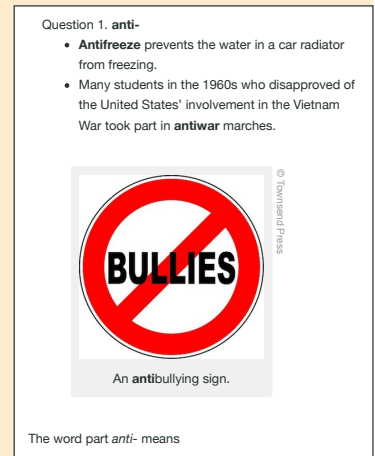 Question 1. anti-
• Antifreeze prevents the water in a car radiator
from freezing.
• Many students in the 1960s who disapproved of
the United States’ involvement in the Vietnam
War took part in antiwar marches.
© Townsend Press
BULLIES
An antibullying sign.
The word part anti- means